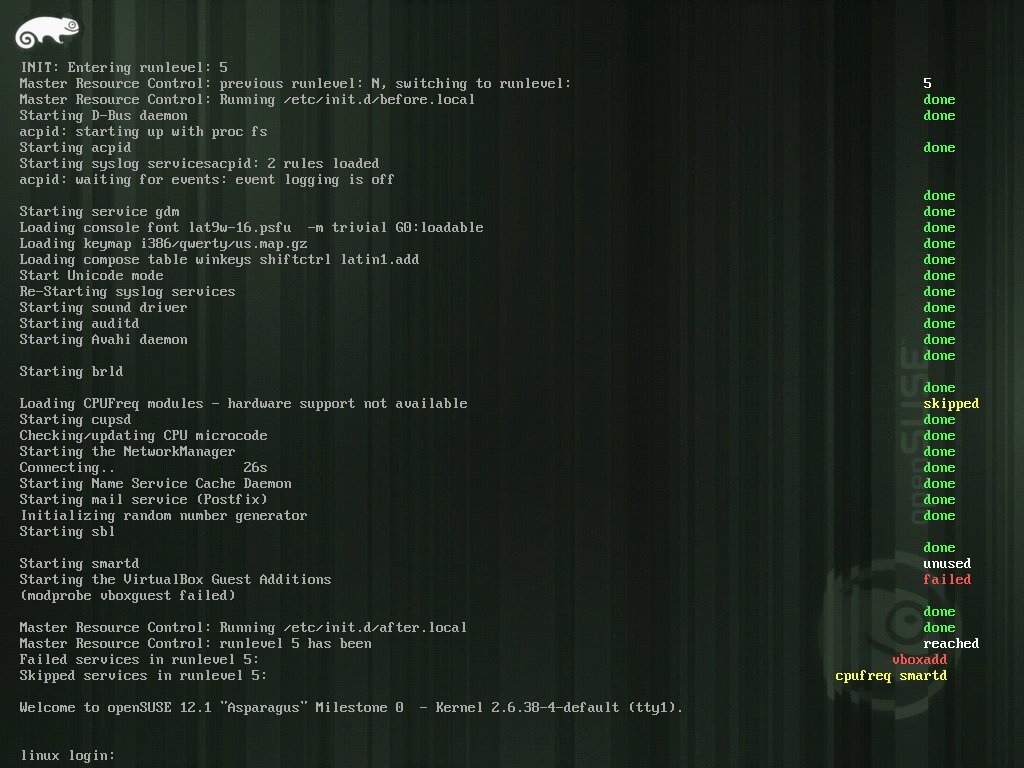 INIT: Entering runlevel: 5
Master Resource Control: previous runlevel: N, switching to runlevel: 5
Master Resource Control: Running /etc/init.d/before.local done
Starting D-Bus daemon done
acpid: starting up with proc fs
Starting acpid done
Starting syslog servicesacpid: 2 rules loaded
acpid: waiting for events: event logging is off
done
Starting service gdm done
Loading console font lat9w-16.psfu  -m trivial G0:loadable done
Loading keymap i386/qwerty/us.map.gz done
Loading compose table winkeys shiftctrl latin1.add done
Start Unicode mode done
Re-Starting syslog services done
Starting sound driver done
Starting auditd done
Starting Avahi daemon done
done
Starting brld
done
Loading CPUFreq modules - hardware support not available skipped
Starting cupsd done
Checking/updating CPU microcode done
Starting the NetworkManager done
Connecting.. 26s done
Starting Name Service Cache Daemon done
Starting mail service (Postfix) done
Initializing random number generator done
Starting sbl
done
Starting smartd unused
Starting the VirtualBox Guest Additions failed
(modprobe vboxguest failed)
done
Master Resource Control: Running /etc/init.d/after.local done
Master Resource Control: runlevel 5 has been reached
Failed services in runlevel 5: vboxadd
Skipped services in runlevel 5: cpufreq smartd
Welcome to openSUSE 12.1 "Asparagus" Milestone 0  - Kernel 2.6.38-4-default (tty1).
linux login:
openSUSE